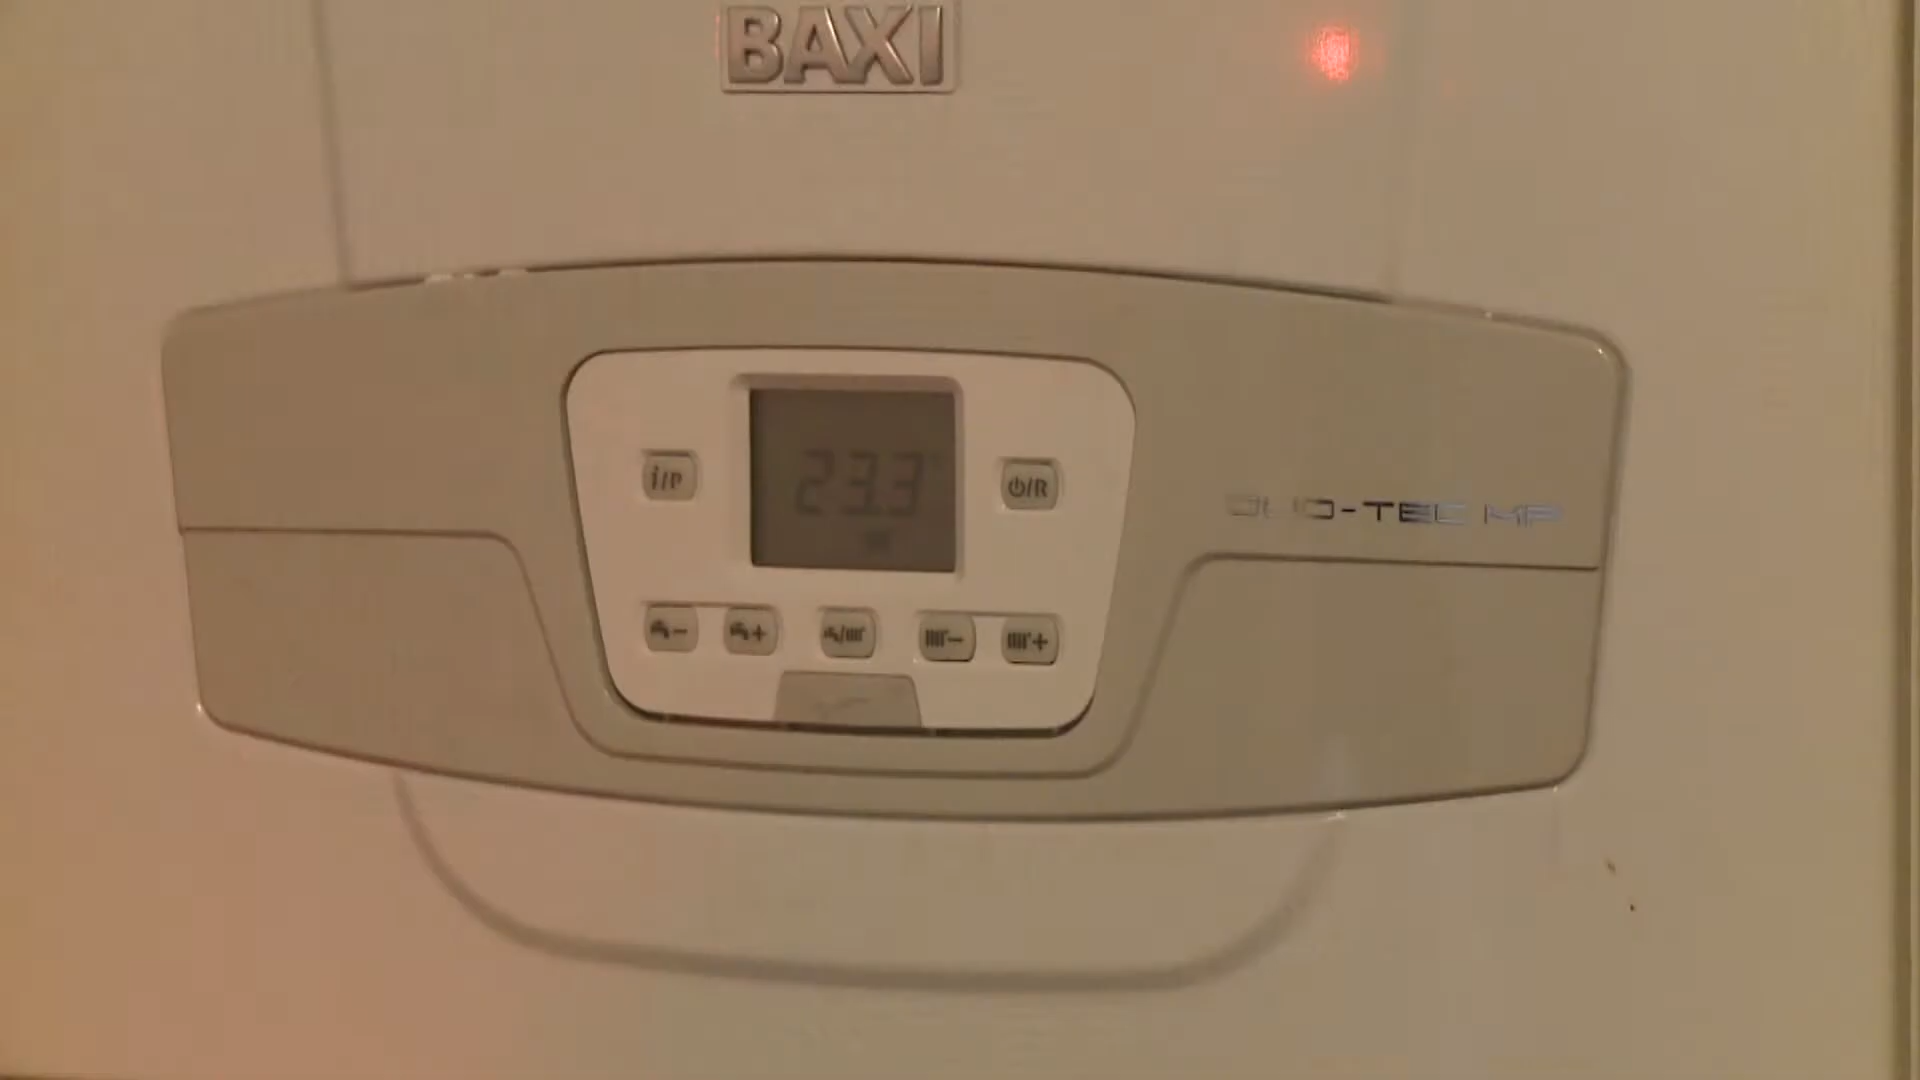 BAXI
23.3°
i/P
⏻/R
DUO-TEC MP
-
+
/
-
+